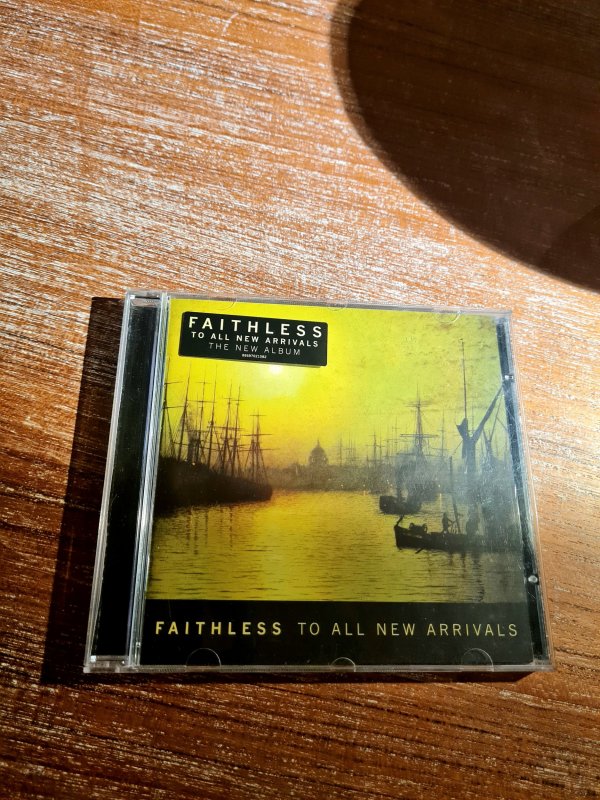 FAITHLESS
TO ALL NEW ARRIVALS
THE NEW ALBUM
FAITHLESS TO ALL NEW ARRIVALS